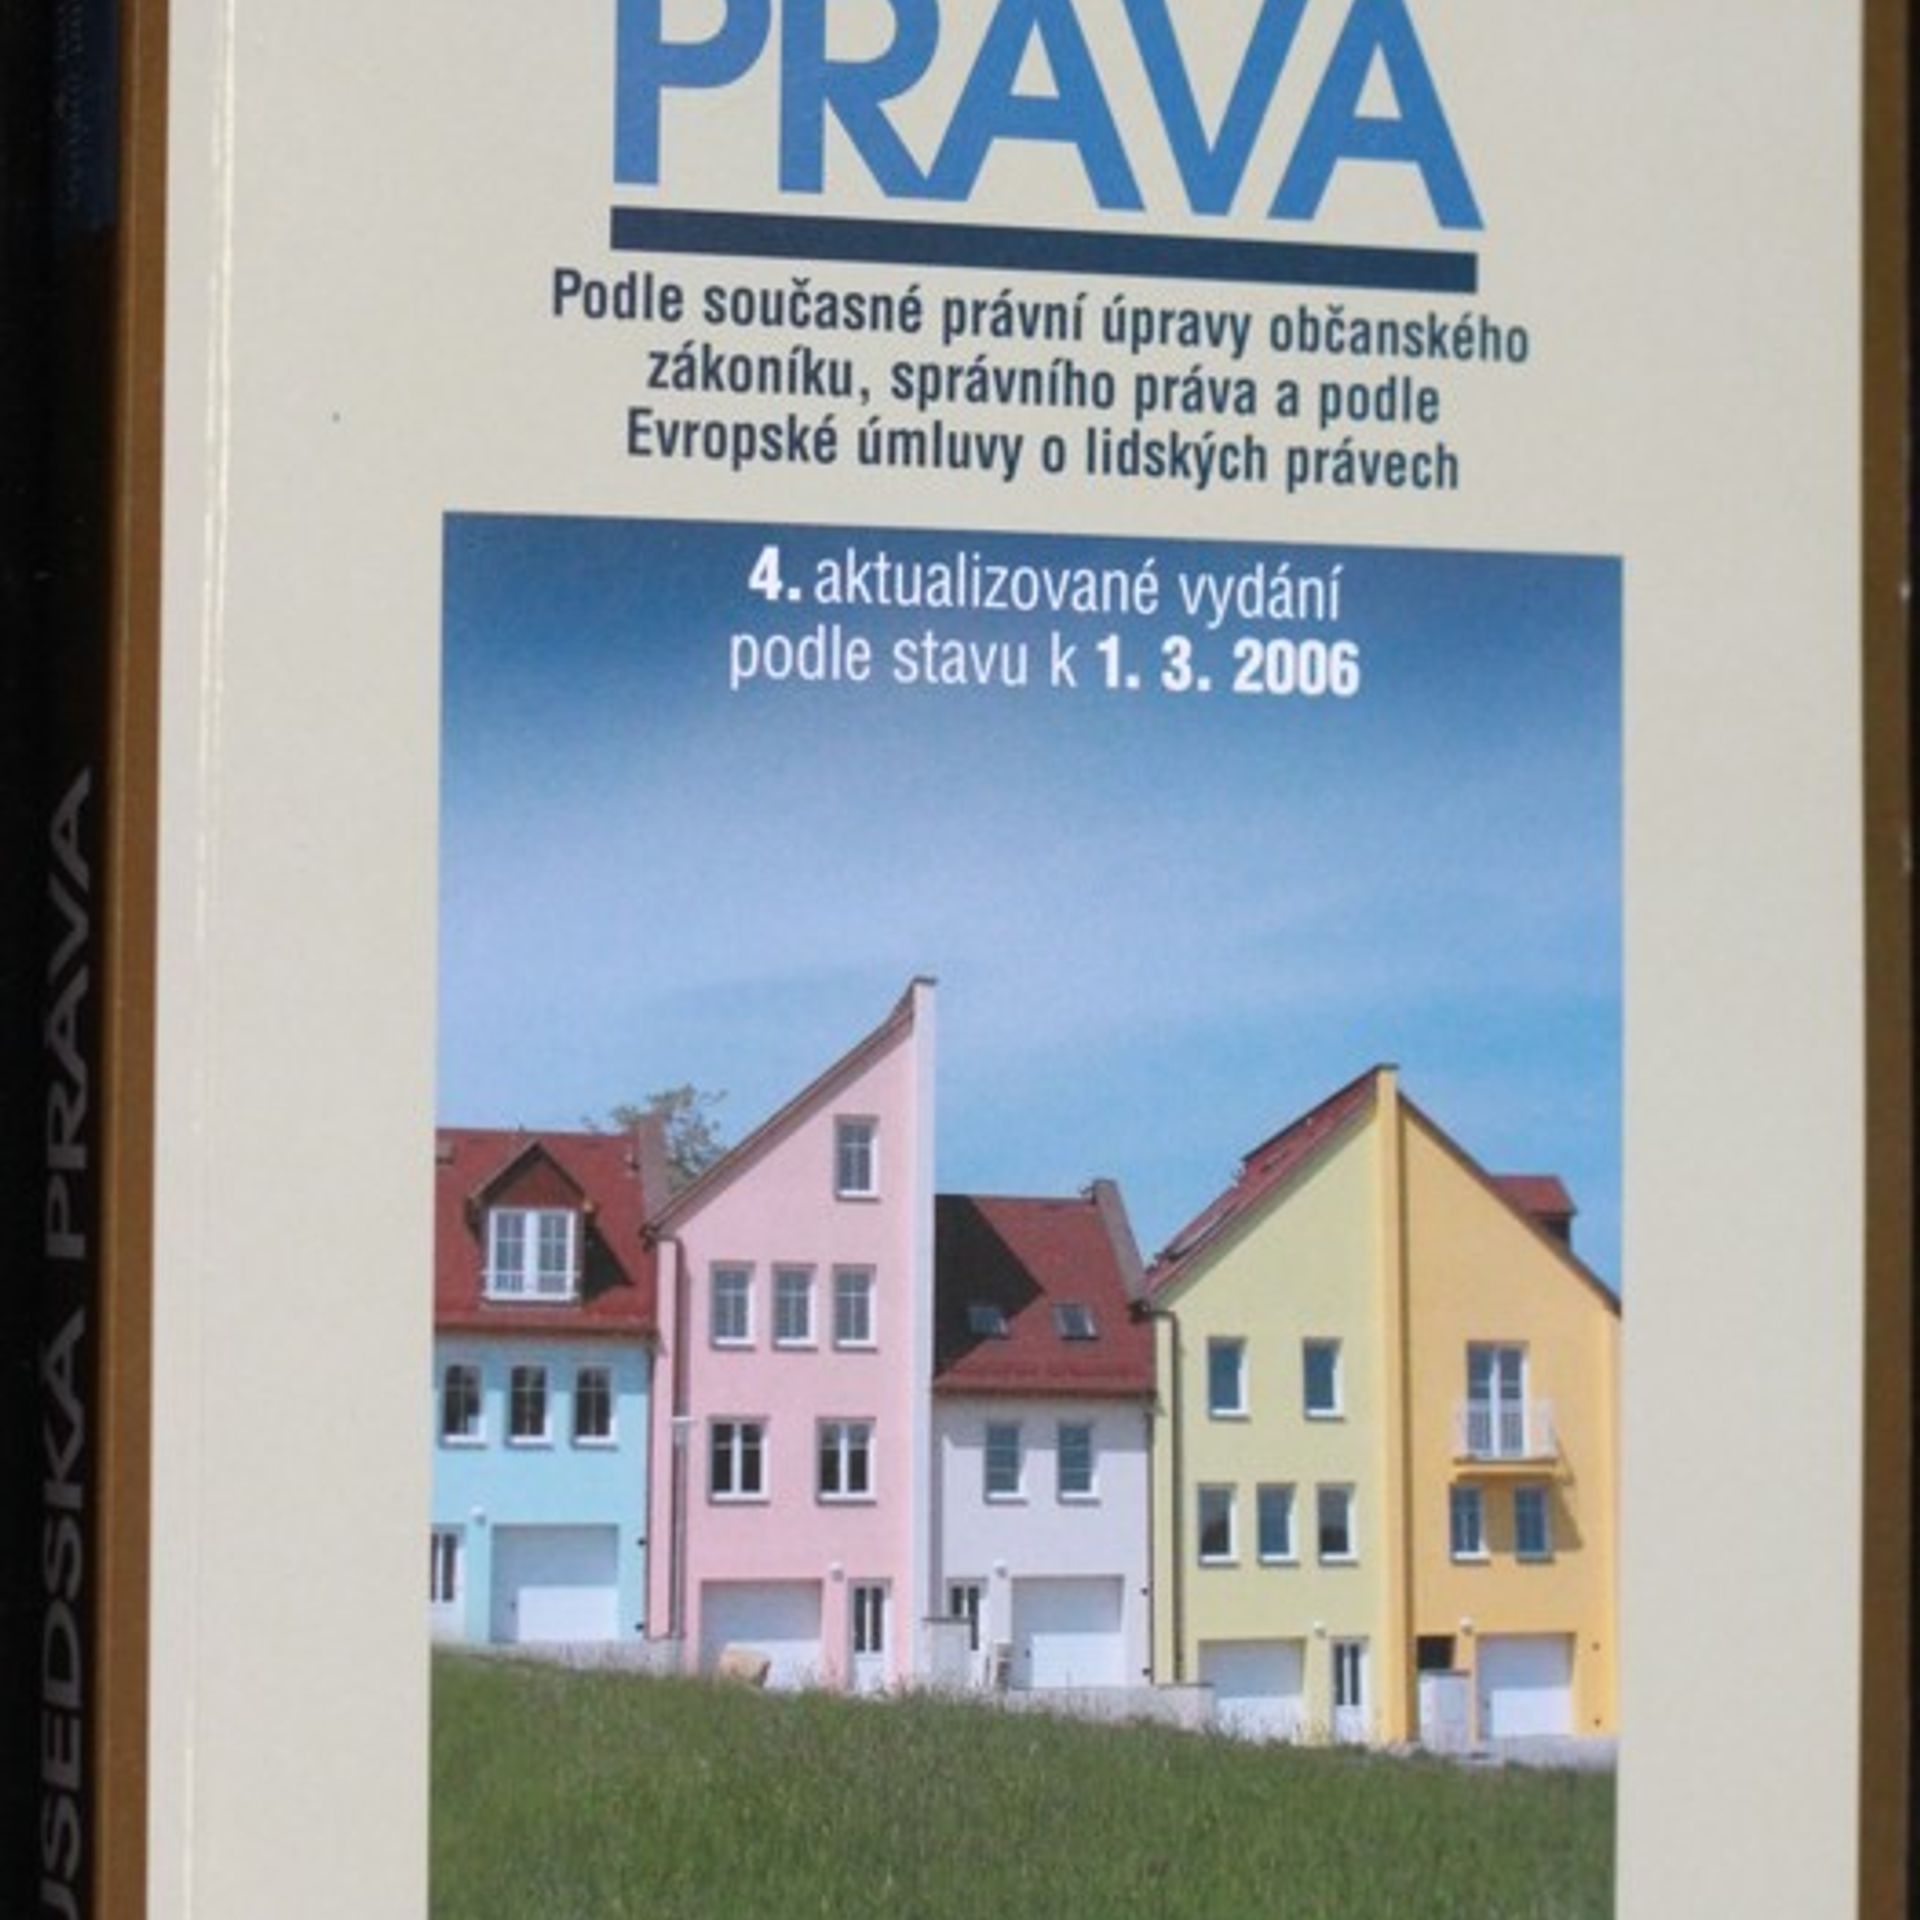 PRÁVA
Podle současné právní úpravy občanského
zákoníku, správního práva a podle
Evropské úmluvy o lidských právech
4. aktualizované vydání
podle stavu k 1. 3. 2006
USEDSKÁ PRÁVA